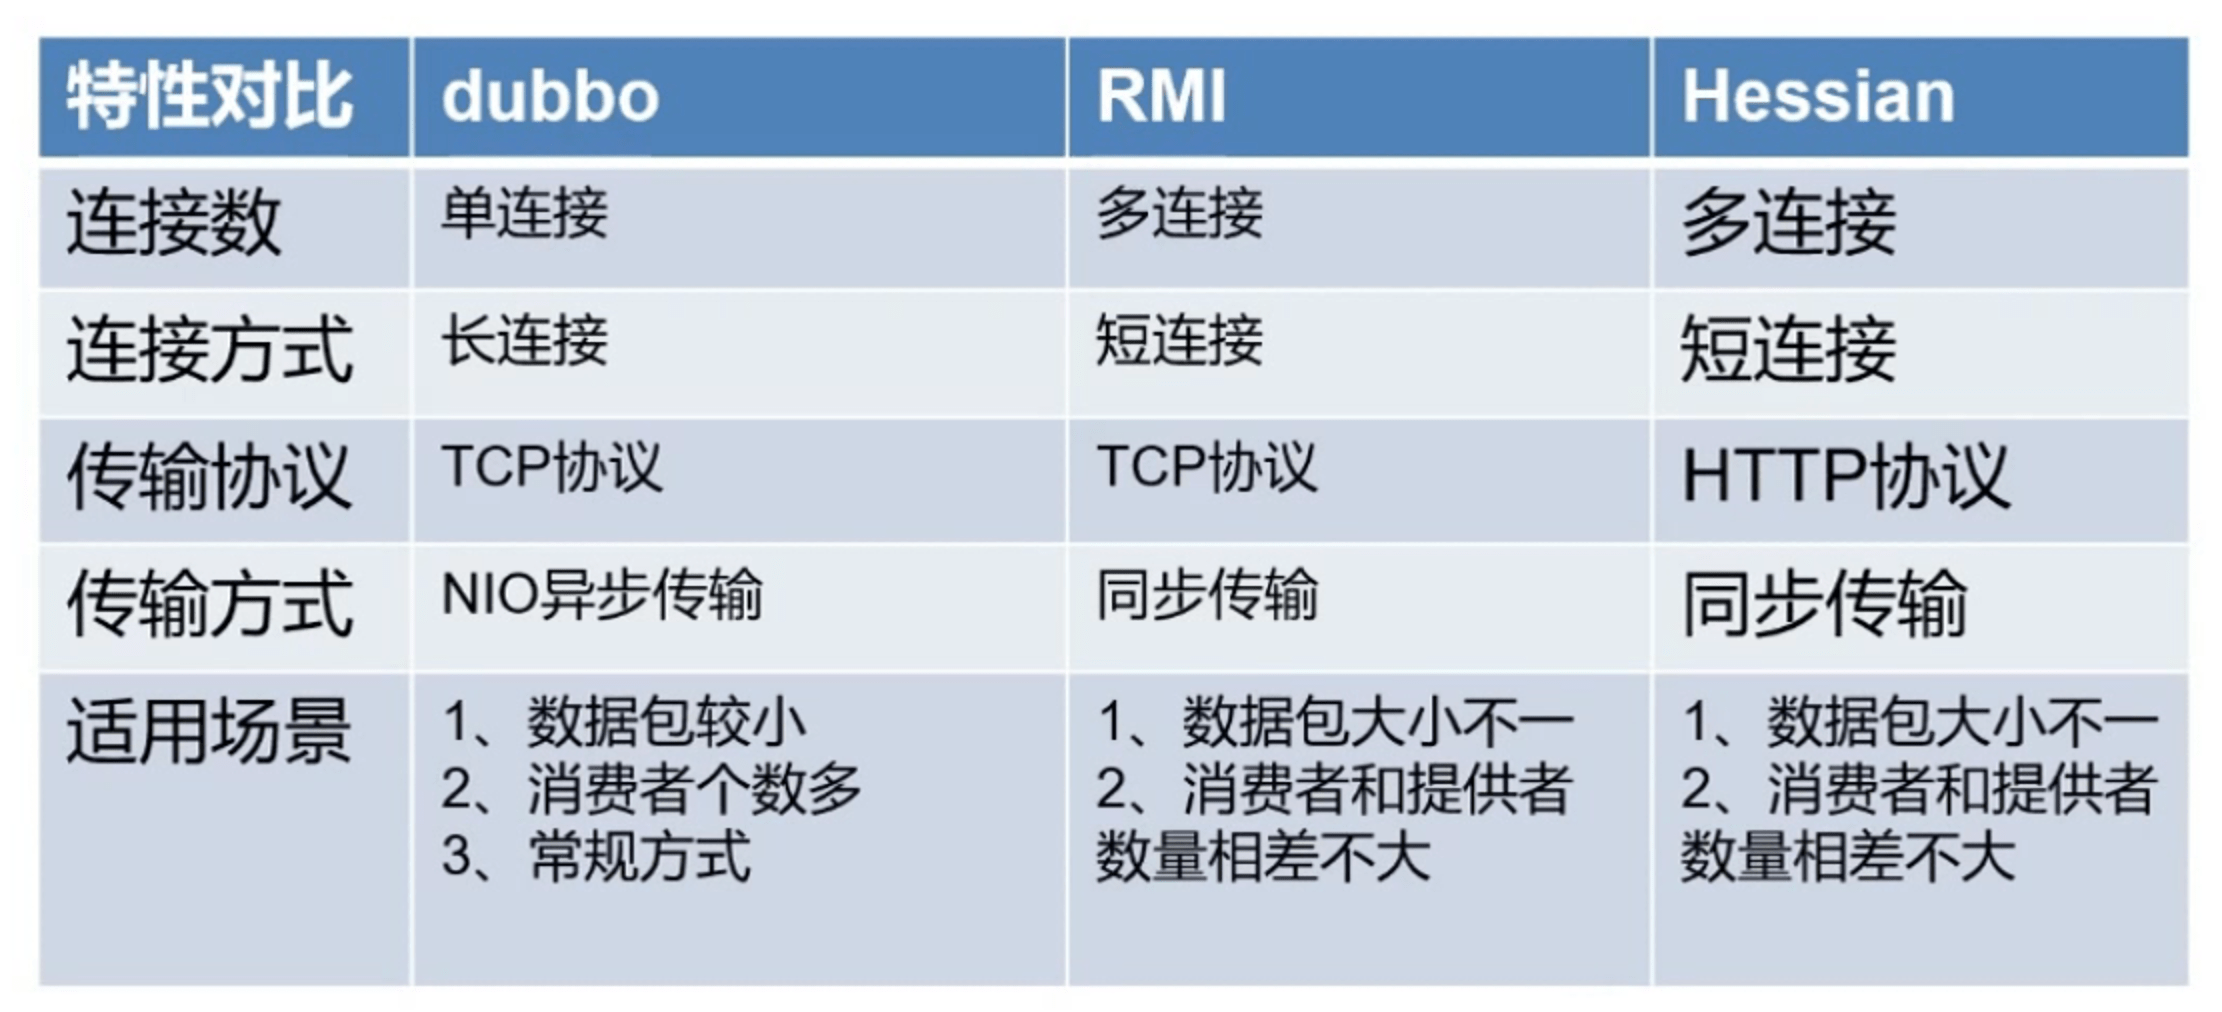 特性对比 dubbo RMI Hessian
连接数 单连接 多连接 多连接
连接方式 长连接 短连接 短连接
传输协议 TCP协议 TCP协议 HTTP协议
传输方式 NIO异步传输 同步传输 同步传输
适用场景 1、数据包较小 1、数据包大小不一 1、数据包大小不一
2、消费者个数多 2、消费者和提供者 2、消费者和提供者
3、常规方式 数量相差不大 数量相差不大